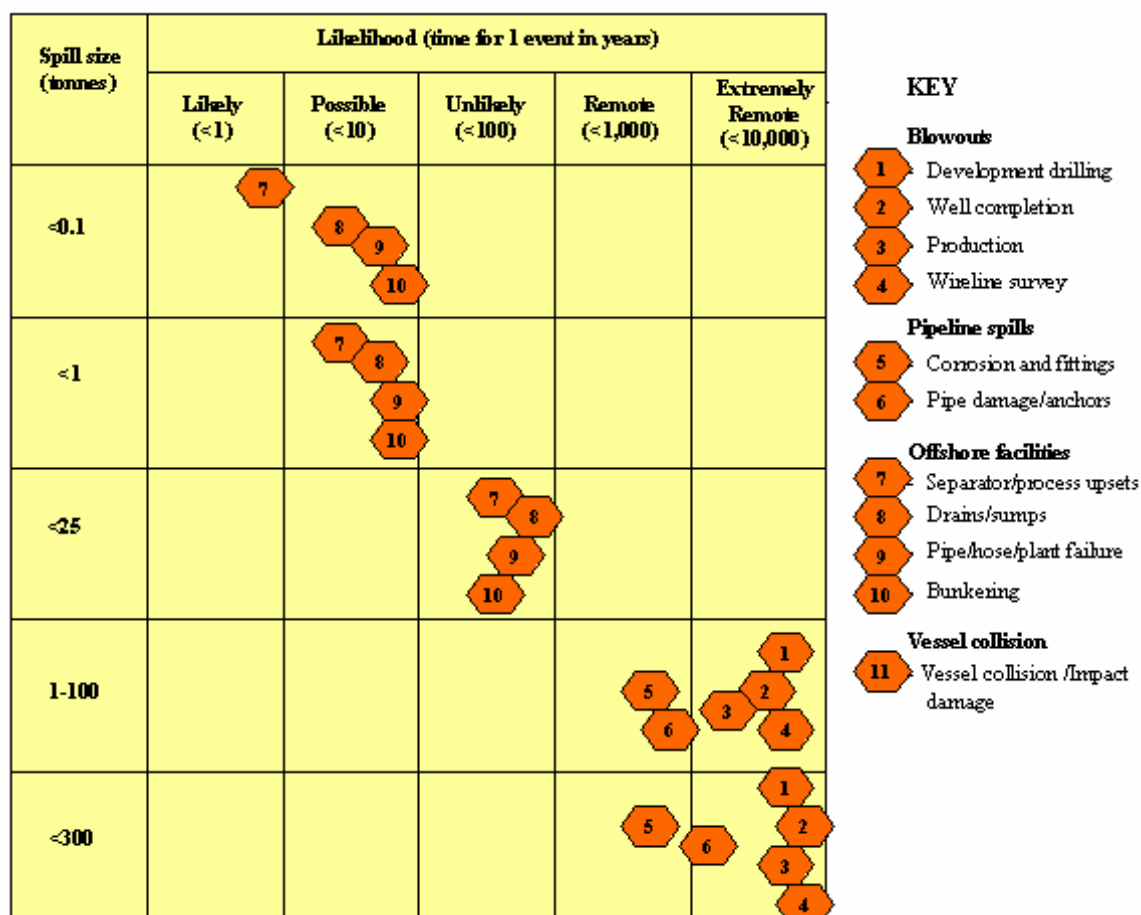 Spill size
(tonnes)
Likelihood (time for 1 event in years)
Likely
(<1)
Possible
(<10)
Unlikely
(<100)
Remote
(<1,000)
Extremely
Remote
(<10,000)
<0.1
7
8
9
10
<1
7
8
9
10
<25
7
8
9
10
1-100
1
5
2
3
6
4
<300
1
5
2
6
3
4
KEY
Blowouts
1 Development drilling
2 Well completion
3 Production
4 Wireline survey
Pipeline spills
5 Corrosion and fittings
6 Pipe damage/anchors
Offshore facilities
7 Separator/process upsets
8 Drains/sumps
9 Pipe/hose/plant failure
10 Bunkering
Vessel collision
11 Vessel collision /Impact
damage